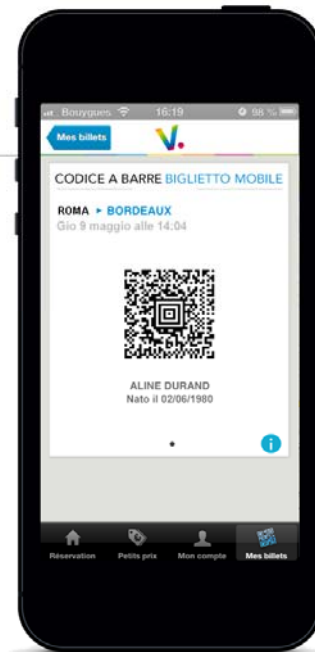 Bouygues 16:19 98 %
Mes billets
V.
CODICE A BARRE BIGLIETTO MOBILE
ROMA ▸ BORDEAUX
Gio 9 maggio alle 14:04
ALINE DURAND
Nato il 02/06/1980
i
Réservation Petits prix Mon compte Mes billets